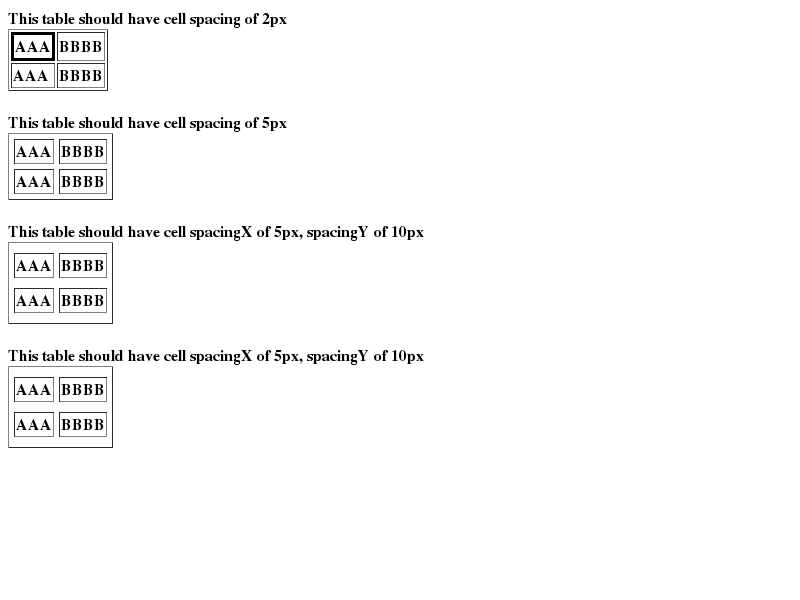 This table should have cell spacing of 2px
AAA BBBB
AAA BBBB
This table should have cell spacing of 5px
AAA BBBB
AAA BBBB
This table should have cell spacingX of 5px, spacingY of 10px
AAA BBBB
AAA BBBB
This table should have cell spacingX of 5px, spacingY of 10px
AAA BBBB
AAA BBBB